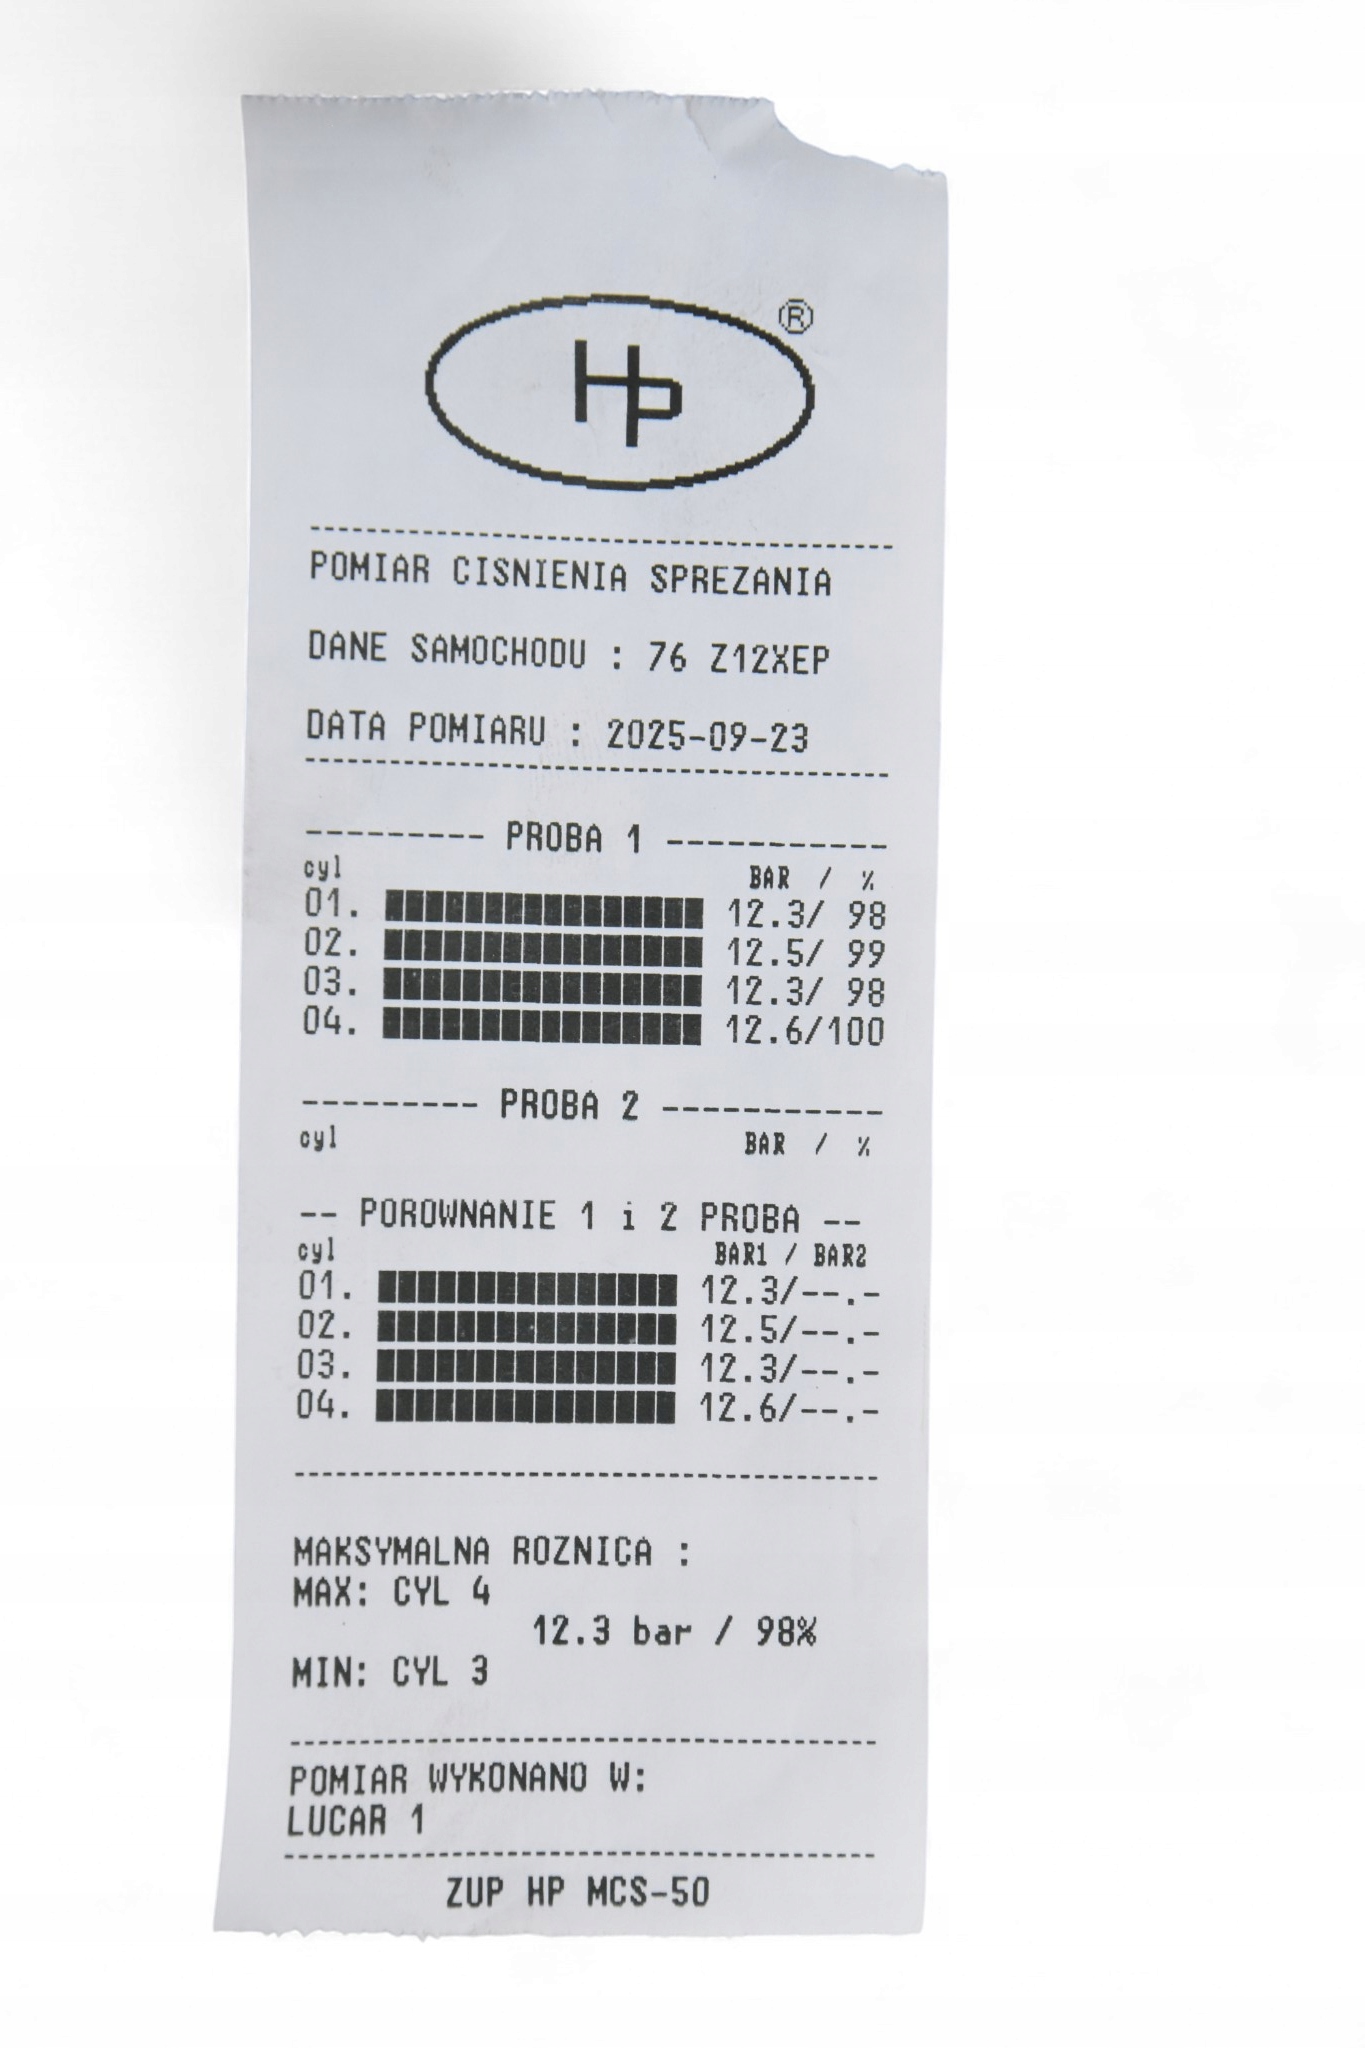 HP ®
POMIAR CISNIENIA SPREZANIA
DANE SAMOCHODU : 76 Z12XEP
DATA POMIARU : 2025-09-23
--------- PROBA 1 -----------
cyl BAR / %
01. 12.3/ 98
02. 12.5/ 99
03. 12.3/ 98
04. 12.6/100
--------- PROBA 2 -----------
cyl BAR / %
-- POROWNANIE 1 i 2 PROBA --
cyl BAR1 / BAR2
01. 12.3/--.-
02. 12.5/--.-
03. 12.3/--.-
04. 12.6/--.-
MAKSYMALNA ROZNICA :
MAX: CYL 4
12.3 bar / 98%
MIN: CYL 3
POMIAR WYKONANO W:
LUCAR 1
ZUP HP MCS-50